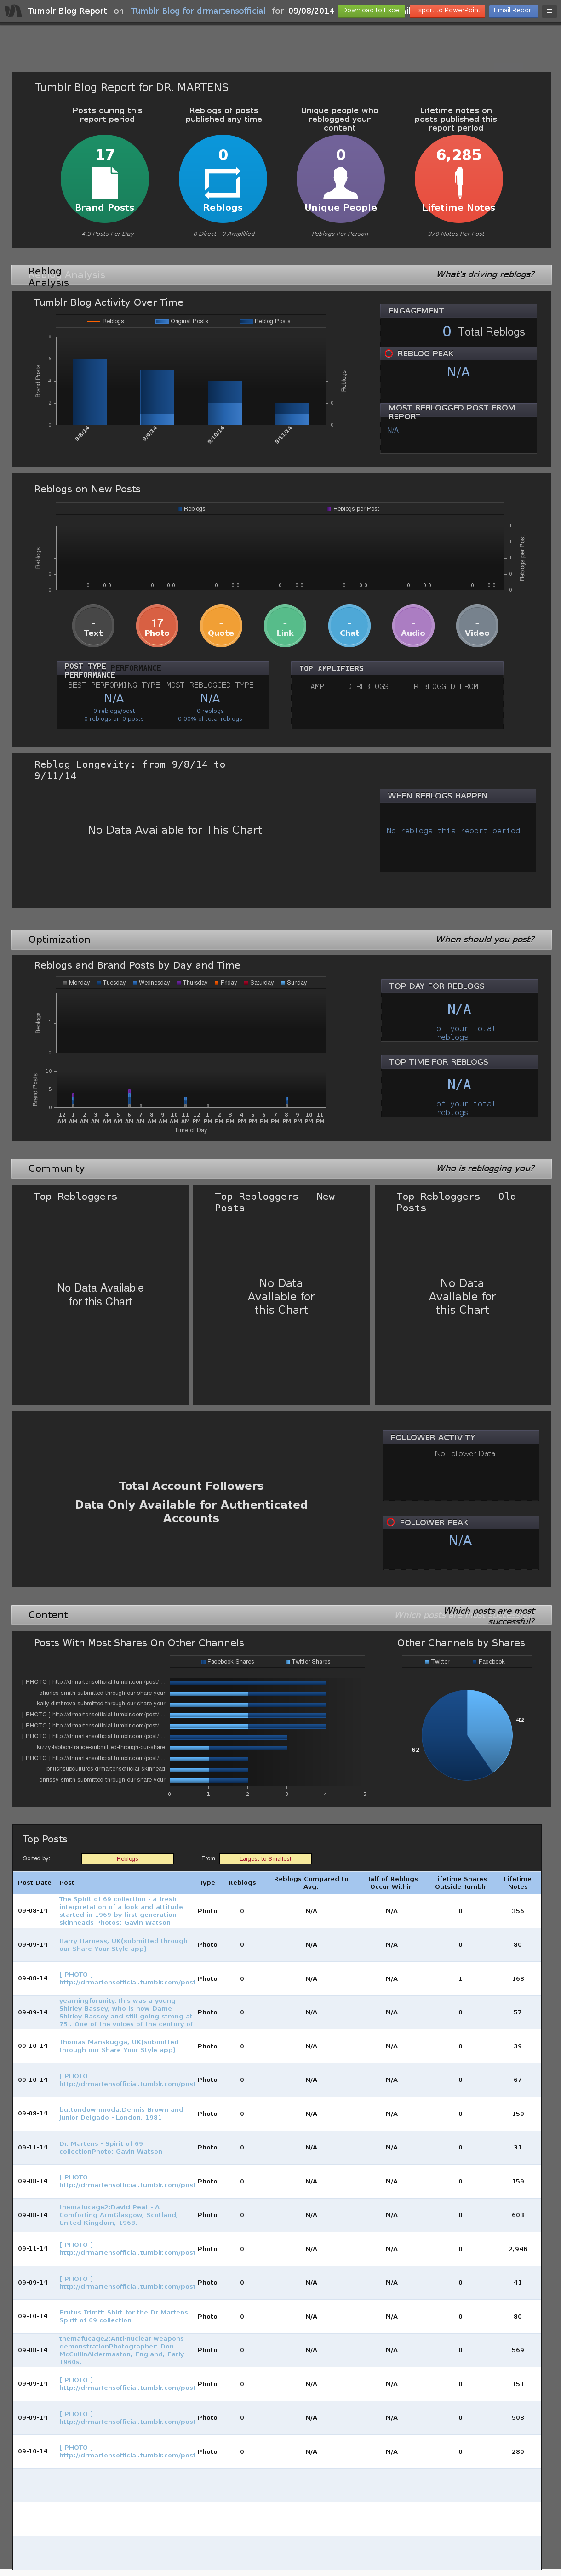 Tumblr Blog Report on Tumblr Blog for drmartensofficial for 09/08/2014
Download to Excel
Export to PowerPoint
Email Report
Tumblr Blog Report for DR. MARTENS
Posts during this
report period
17
Brand Posts
4.3 Posts Per Day
Reblogs of posts
published any time
0
Reblogs
0 Direct 0 Amplified
Unique people who
reblogged your
content
0
Unique People
Reblogs Per Person
Lifetime notes on
posts published this
report period
6,285
Lifetime Notes
370 Notes Per Post
Reblog
Analysis
What's driving reblogs?
Tumblr Blog Activity Over Time
Reblogs Original Posts Reblog Posts
Brand Posts
8
6
4
2
0
1
1
1
0
0
Reblogs
9/8/14
9/9/14
9/10/14
9/11/14
ENGAGEMENT
0 Total Reblogs
REBLOG PEAK
N/A
MOST REBLOGGED POST FROM
REPORT
N/A
Reblogs on New Posts
Reblogs Reblogs per Post
Reblogs
1
1
1
0
0
1
1
1
0
0
Reblogs per Post
0 0.0 0 0.0 0 0.0 0 0.0 0 0.0 0 0.0 0 0.0
-
Text
17
Photo
-
Quote
-
Link
-
Chat
-
Audio
-
Video
POST TYPE
PERFORMANCE
BEST PERFORMING TYPE MOST REBLOGGED TYPE
N/A N/A
0 reblogs/post 0 reblogs
0 reblogs on 0 posts 0.00% of total reblogs
TOP AMPLIFIERS
AMPLIFIED REBLOGS REBLOGGED FROM
Reblog Longevity: from 9/8/14 to
9/11/14
No Data Available for This Chart
WHEN REBLOGS HAPPEN
No reblogs this report period
Optimization
When should you post?
Reblogs and Brand Posts by Day and Time
Monday Tuesday Wednesday Thursday Friday Saturday Sunday
Reblogs
1
1
0
Brand Posts
10
5
0
12 1 2 3 4 5 6 7 8 9 10 11 12 1 2 3 4 5 6 7 8 9 10 11
AM AM AM AM AM AM AM AM AM AM AM AM PM PM PM PM PM PM PM PM PM PM PM PM
Time of Day
TOP DAY FOR REBLOGS
N/A
of your total
reblogs
TOP TIME FOR REBLOGS
N/A
of your total
reblogs
Community
Who is reblogging you?
Top Rebloggers
No Data Available
for this Chart
Top Rebloggers - New
Posts
No Data
Available for
this Chart
Top Rebloggers - Old
Posts
No Data
Available for
this Chart
Total Account Followers
Data Only Available for Authenticated
Accounts
FOLLOWER ACTIVITY
No Follower Data
FOLLOWER PEAK
N/A
Content
Which posts are most
successful?
Posts With Most Shares On Other Channels
Facebook Shares Twitter Shares
[ PHOTO ] http://drmartensofficial.tumblr.com/post/...
charles-smith-submitted-through-our-share-your
kally-dimitrova-submitted-through-our-share-your
[ PHOTO ] http://drmartensofficial.tumblr.com/post/...
[ PHOTO ] http://drmartensofficial.tumblr.com/post/...
[ PHOTO ] http://drmartensofficial.tumblr.com/post/...
kizzy-labbon-france-submitted-through-our-share
[ PHOTO ] http://drmartensofficial.tumblr.com/post/...
britishsubcultures-drmartensofficial-skinhead
chrissy-smith-submitted-through-our-share-your
0 1 2 3 4 5
Other Channels by Shares
Twitter Facebook
42
62
Top Posts
Sorted by: Reblogs From Largest to Smallest
Post Date Post Type Reblogs Reblogs Compared to
Avg. Half of Reblogs
Occur Within Lifetime Shares
Outside Tumblr Lifetime
Notes
The Spirit of 69 collection - a fresh
interpretation of a look and attitude
started in 1969 by first generation
skinheads Photos: Gavin Watson
09-08-14 Photo 0 N/A N/A 0 356
Barry Harness, UK(submitted through
our Share Your Style app)
09-09-14 Photo 0 N/A N/A 0 80
[ PHOTO ]
http://drmartensofficial.tumblr.com/post
09-08-14 Photo 0 N/A N/A 1 168
yearningforunity:This was a young
Shirley Bassey, who is now Dame
Shirley Bassey and still going strong at
75 . One of the voices of the century of
09-09-14 Photo 0 N/A N/A 0 57
Thomas Manskugga, UK(submitted
through our Share Your Style app)
09-10-14 Photo 0 N/A N/A 0 39
[ PHOTO ]
http://drmartensofficial.tumblr.com/post
09-10-14 Photo 0 N/A N/A 0 67
buttondownmoda:Dennis Brown and
Junior Delgado - London, 1981
09-08-14 Photo 0 N/A N/A 0 150
Dr. Martens - Spirit of 69
collectionPhoto: Gavin Watson
09-11-14 Photo 0 N/A N/A 0 31
[ PHOTO ]
http://drmartensofficial.tumblr.com/post
09-08-14 Photo 0 N/A N/A 0 159
themafucage2:David Peat - A
Comforting ArmGlasgow, Scotland,
United Kingdom, 1968.
09-08-14 Photo 0 N/A N/A 0 603
[ PHOTO ]
http://drmartensofficial.tumblr.com/post
09-11-14 Photo 0 N/A N/A 0 2,946
[ PHOTO ]
http://drmartensofficial.tumblr.com/post
09-09-14 Photo 0 N/A N/A 0 41
Brutus Trimfit Shirt for the Dr Martens
Spirit of 69 collection
09-10-14 Photo 0 N/A N/A 0 80
themafucage2:Anti-nuclear weapons
demonstrationPhotographer: Don
McCullinAldermaston, England, Early
1960s.
09-08-14 Photo 0 N/A N/A 0 569
[ PHOTO ]
http://drmartensofficial.tumblr.com/post
09-09-14 Photo 0 N/A N/A 0 151
[ PHOTO ]
http://drmartensofficial.tumblr.com/post
09-09-14 Photo 0 N/A N/A 0 508
[ PHOTO ]
http://drmartensofficial.tumblr.com/post
09-10-14 Photo 0 N/A N/A 0 280